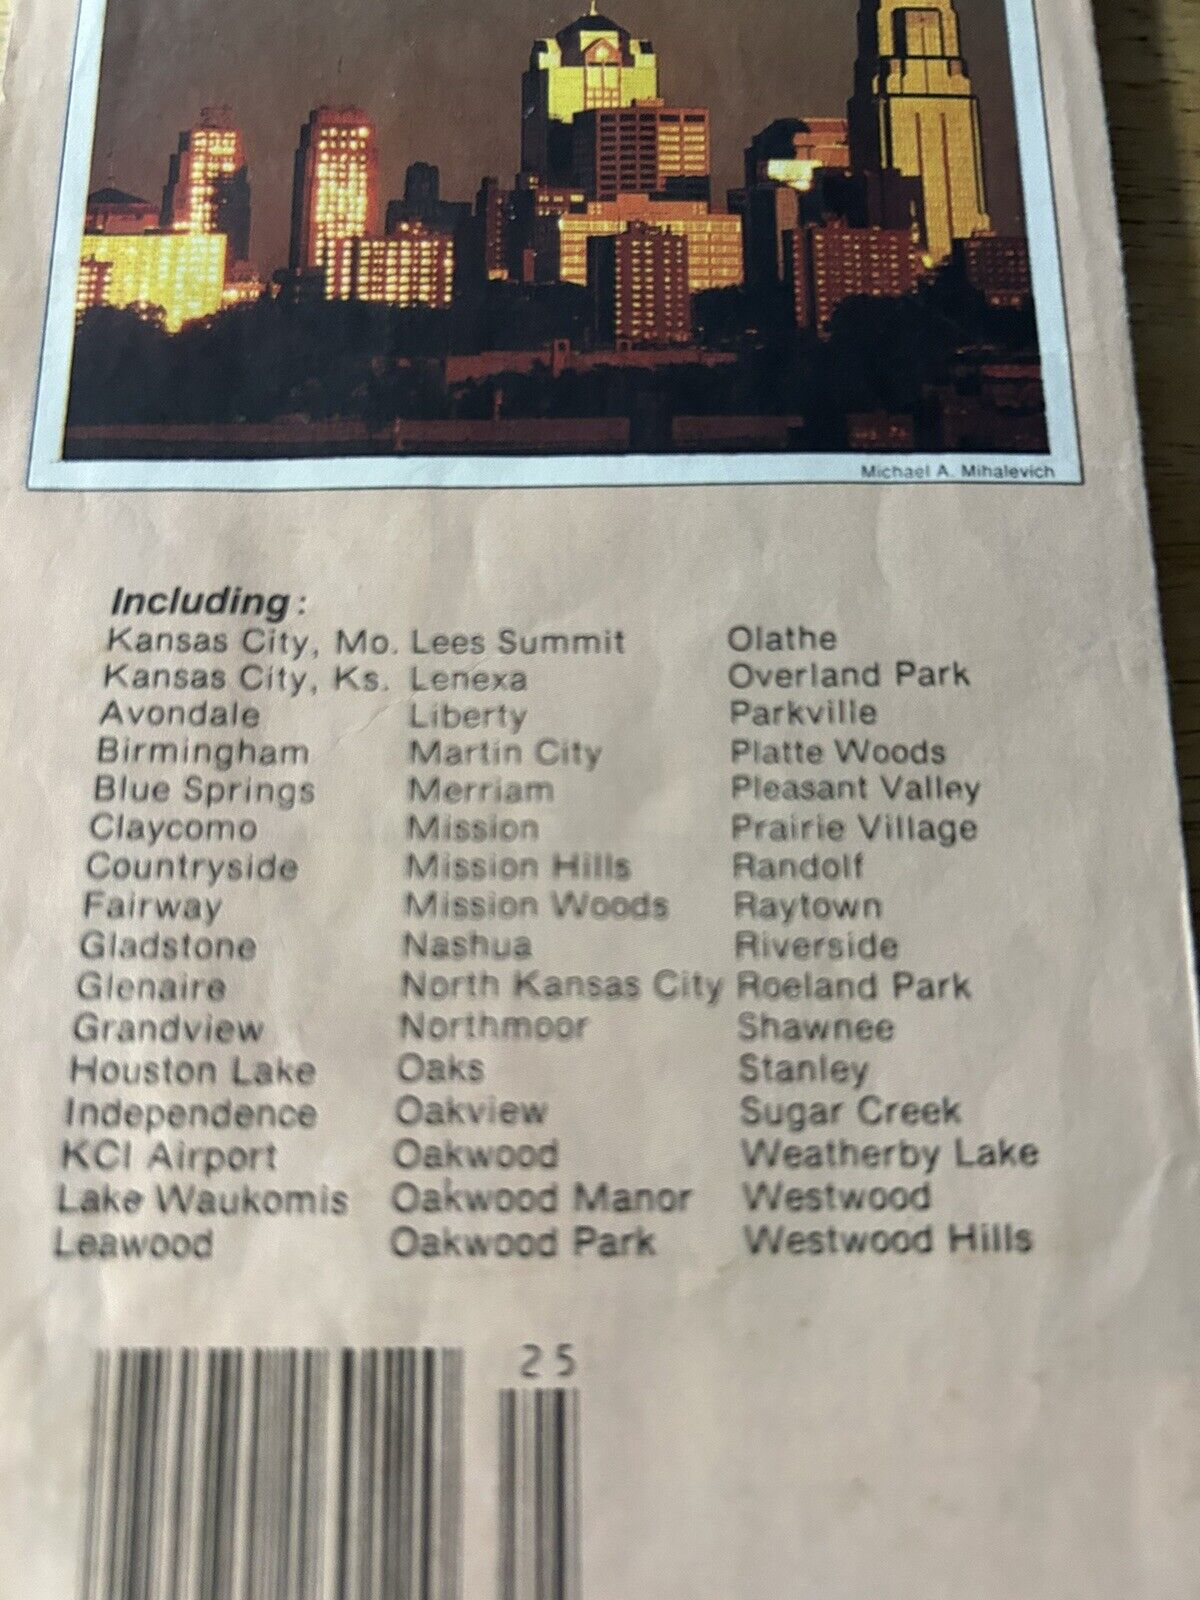 Michael A. Mihalevich
Including:
Kansas City, Mo.
Kansas City, Ks.
Avondale
Birmingham
Blue Springs
Claycomo
Countryside
Fairway
Gladstone
Glenaire
Grandview
Houston Lake
Independence
KCI Airport
Lake Waukomis
Leawood
Lees Summit
Lenexa
Liberty
Martin City
Merriam
Mission
Mission Hills
Mission Woods
Nashua
North Kansas City
Northmoor
Oaks
Oakview
Oakwood
Oakwood Manor
Oakwood Park
Olathe
Overland Park
Parkville
Platte Woods
Pleasant Valley
Prairie Village
Randolf
Raytown
Riverside
Roeland Park
Shawnee
Stanley
Sugar Creek
Weatherby Lake
Westwood
Westwood Hills
25